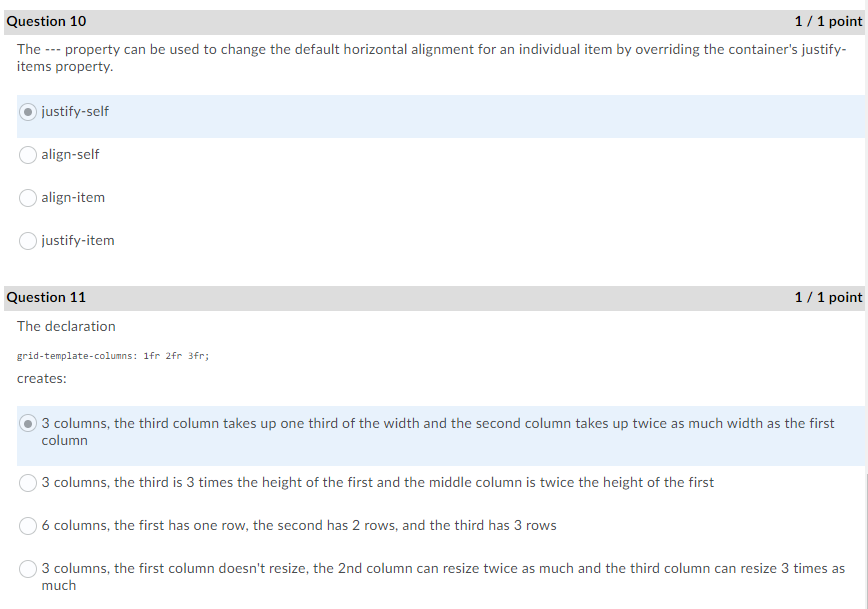 Question 10 1 / 1 point
The --- property can be used to change the default horizontal alignment for an individual item by overriding the container's justify-
items property.
justify-self
align-self
align-item
justify-item
Question 11 1 / 1 point
The declaration
grid-template-columns: 1fr 2fr 3fr;
creates:
3 columns, the third column takes up one third of the width and the second column takes up twice as much width as the first
column
3 columns, the third is 3 times the height of the first and the middle column is twice the height of the first
6 columns, the first has one row, the second has 2 rows, and the third has 3 rows
3 columns, the first column doesn't resize, the 2nd column can resize twice as much and the third column can resize 3 times as
much